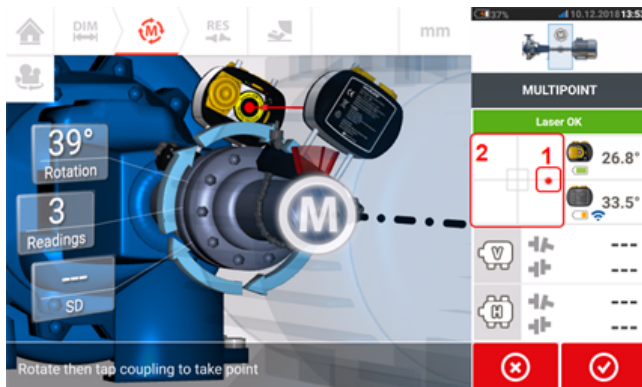 DIM
M
RES
mm
37%
10.12.2018 13:53
MULTIPOINT
Laser OK
2
1
26.8°
33.5°
39°
Rotation
3
Readings
---
SD
M
V
---
---
H
---
---
Rotate then tap coupling to take point